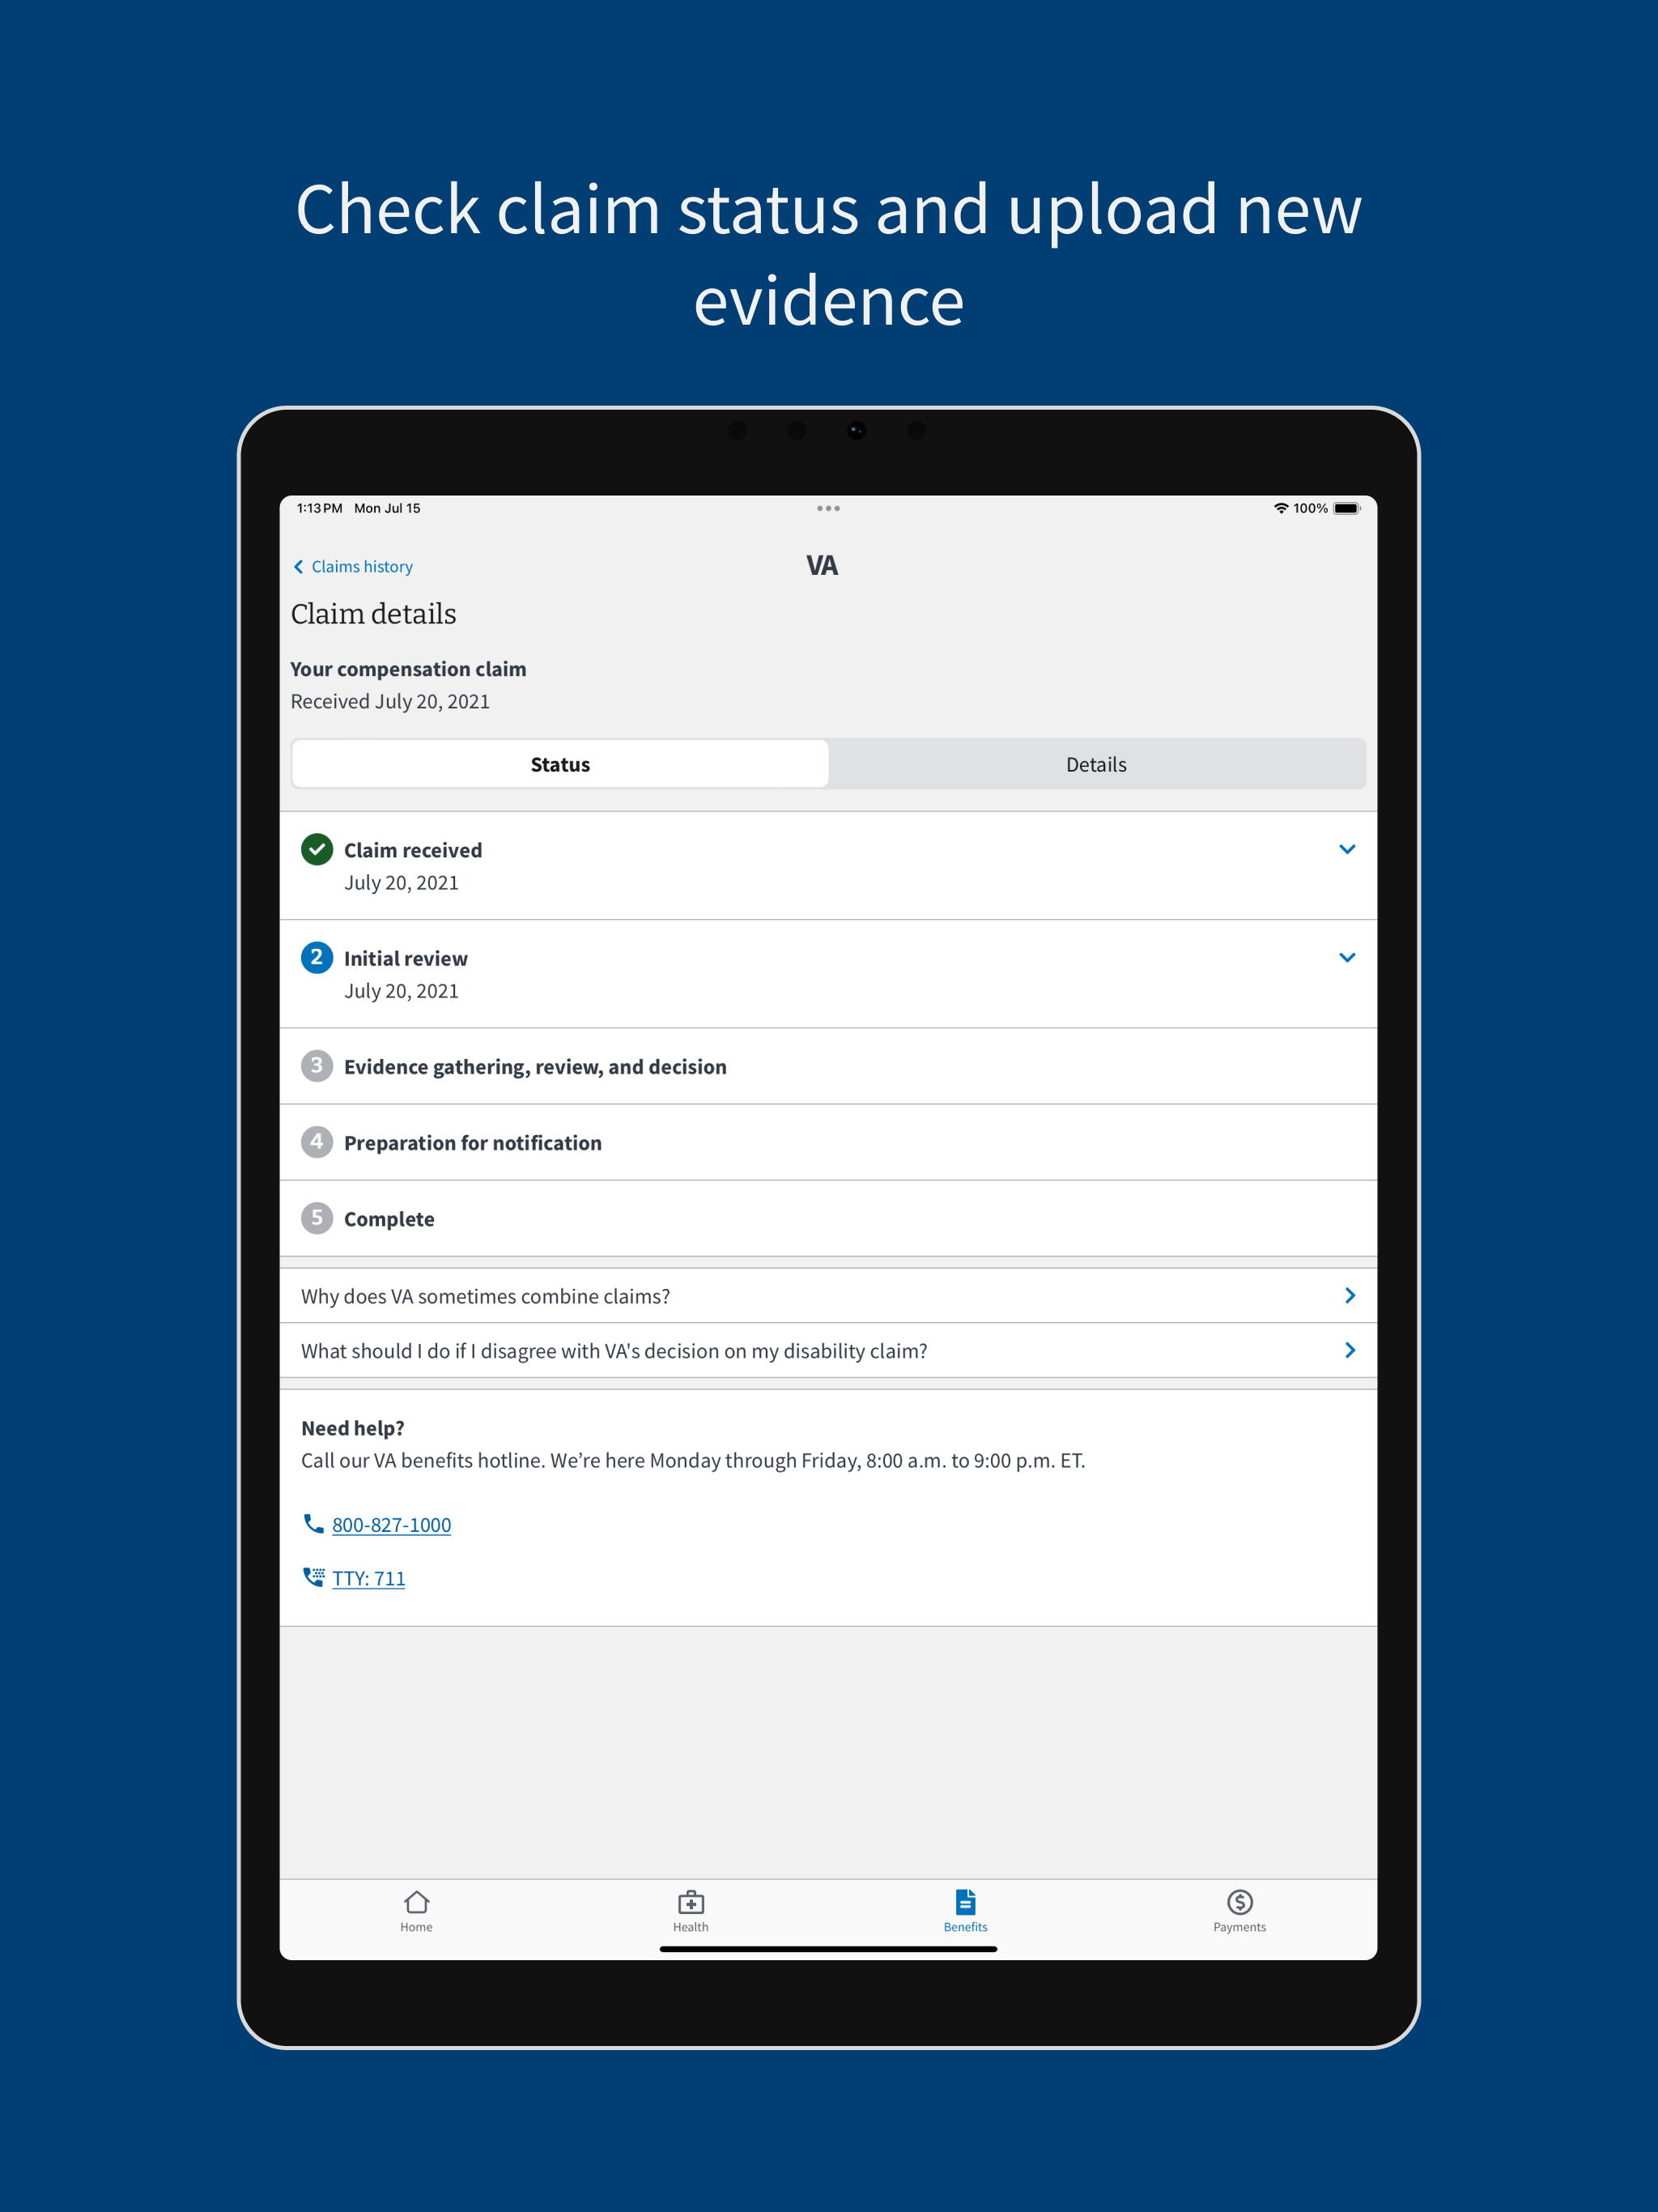 Check claim status and upload new
evidence
1:13 PM Mon Jul 15
100%
Claims history
VA
Claim details
Your compensation claim
Received July 20, 2021
Status
Details
Claim received
July 20, 2021
2 Initial review
July 20, 2021
3 Evidence gathering, review, and decision
4 Preparation for notification
5 Complete
Why does VA sometimes combine claims?
What should I do if I disagree with VA's decision on my disability claim?
Need help?
Call our VA benefits hotline. We’re here Monday through Friday, 8:00 a.m. to 9:00 p.m. ET.
800-827-1000
TTY: 711
Home
Health
Benefits
Payments